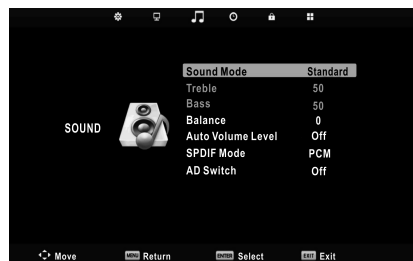 Sound Mode Standard
Treble 50
Bass 50
Balance 0
SOUND
Auto Volume Level Off
SPDIF Mode PCM
AD Switch Off
Move MENU Return ENTER Select EXIT Exit